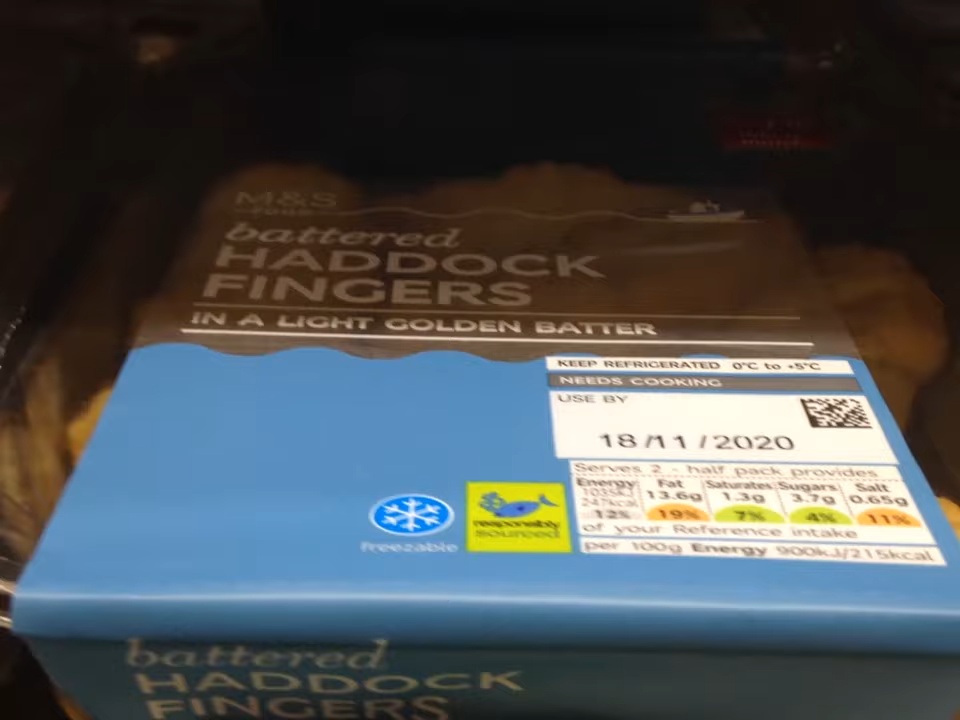 M&S
FOOD
battered
HADDOCK
FINGERS
IN A LIGHT GOLDEN BATTER
KEEP REFRIGERATED 0°C to +5°C
NEEDS COOKING
USE BY
18/11/2020
Serves 2 - half pack provides
Energy Fat Saturates Sugars Salt
1035kJ 13.6g 1.3g 3.7g 0.65g
247kcal
12% 19% 7% 4% 11%
of your Reference intake
per 100g Energy 900kJ/215kcal
freezable
responsibly
sourced
battered
HADDOCK
FINGERS